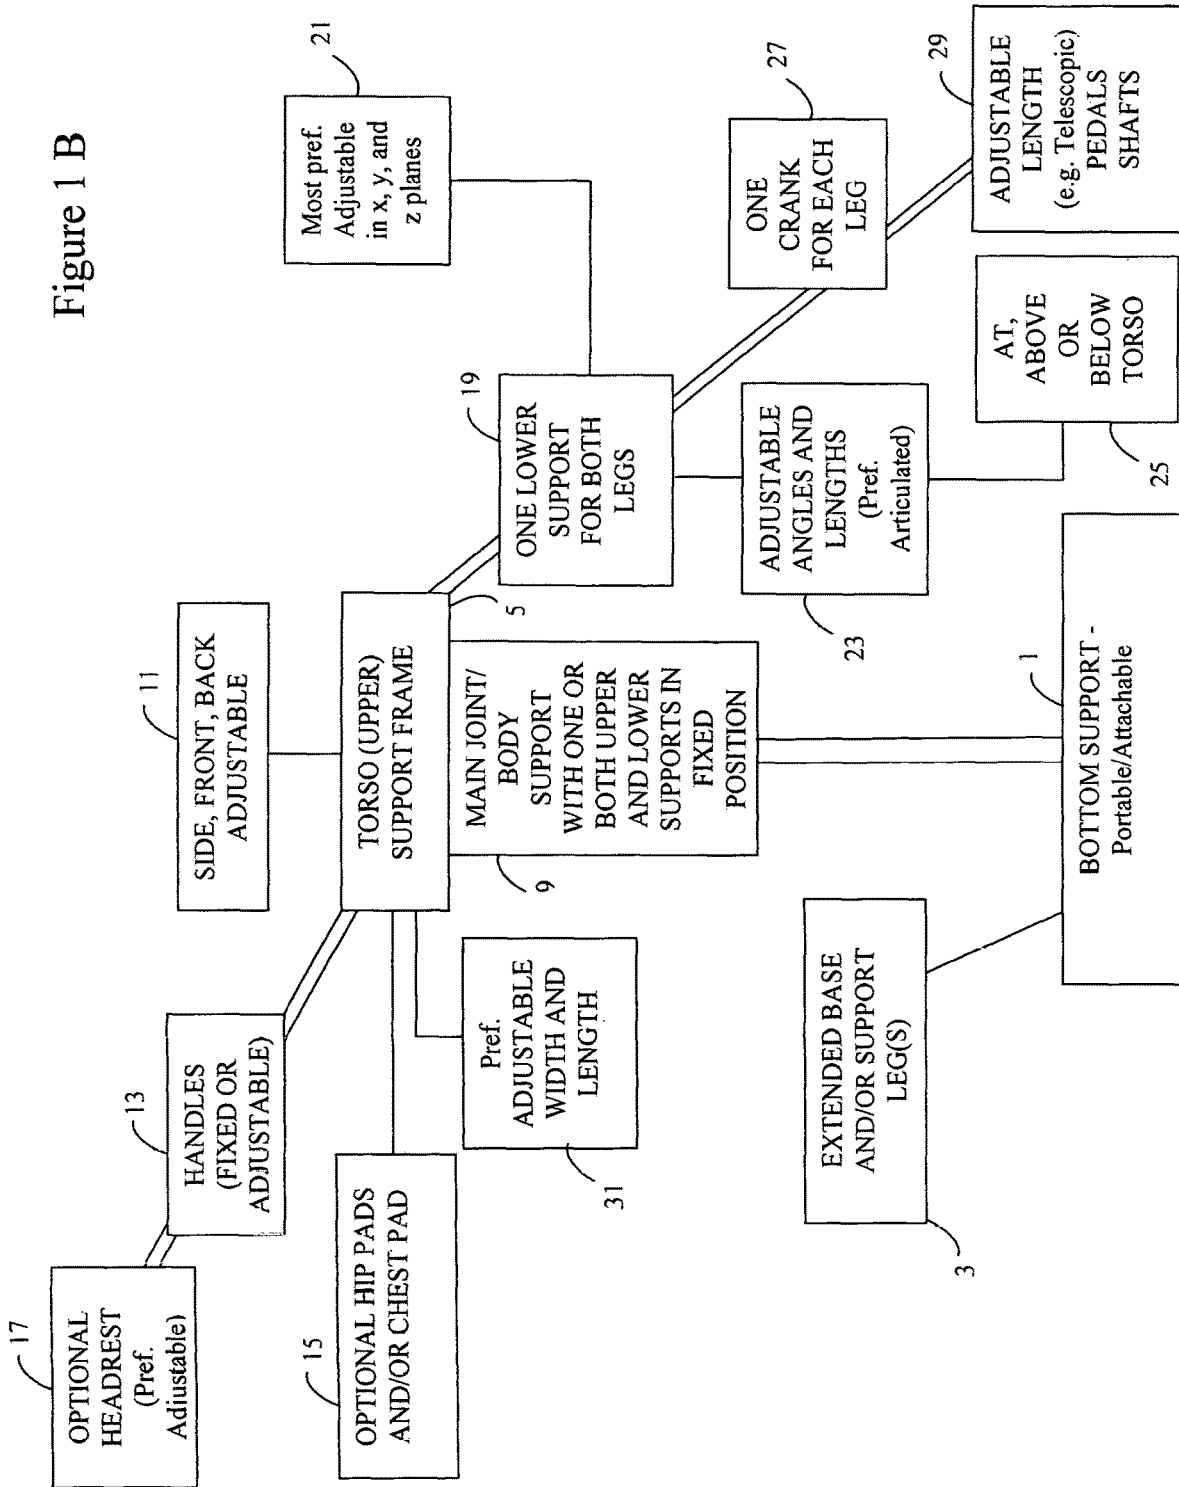 Figure 1 B
17
OPTIONAL
HEADREST
(Pref.
Adjustable)
13
HANDLES
(FIXED OR
ADJUSTABLE)
11
SIDE, FRONT, BACK
ADJUSTABLE
21
Most pref.
Adjustable
in x, y, and
z planes
15
OPTIONAL HIP PADS
AND/OR CHEST PAD
TORSO (UPPER)
SUPPORT FRAME
5
31
Pref.
ADJUSTABLE
WIDTH AND
LENGTH
9
MAIN JOINT/
BODY
SUPPORT
WITH ONE OR
BOTH UPPER
AND LOWER
SUPPORTS IN
FIXED
POSITION
19
ONE LOWER
SUPPORT
FOR BOTH
LEGS
27
ONE
CRANK
FOR EACH
LEG
23
ADJUSTABLE
ANGLES AND
LENGTHS
(Pref.
Articulated)
29
ADJUSTABLE
LENGTH
(e.g. Telescopic)
PEDALS
SHAFTS
25
AT,
ABOVE
OR
BELOW
TORSO
3
EXTENDED BASE
AND/OR SUPPORT
LEG(S)
1
BOTTOM SUPPORT -
Portable/Attachable